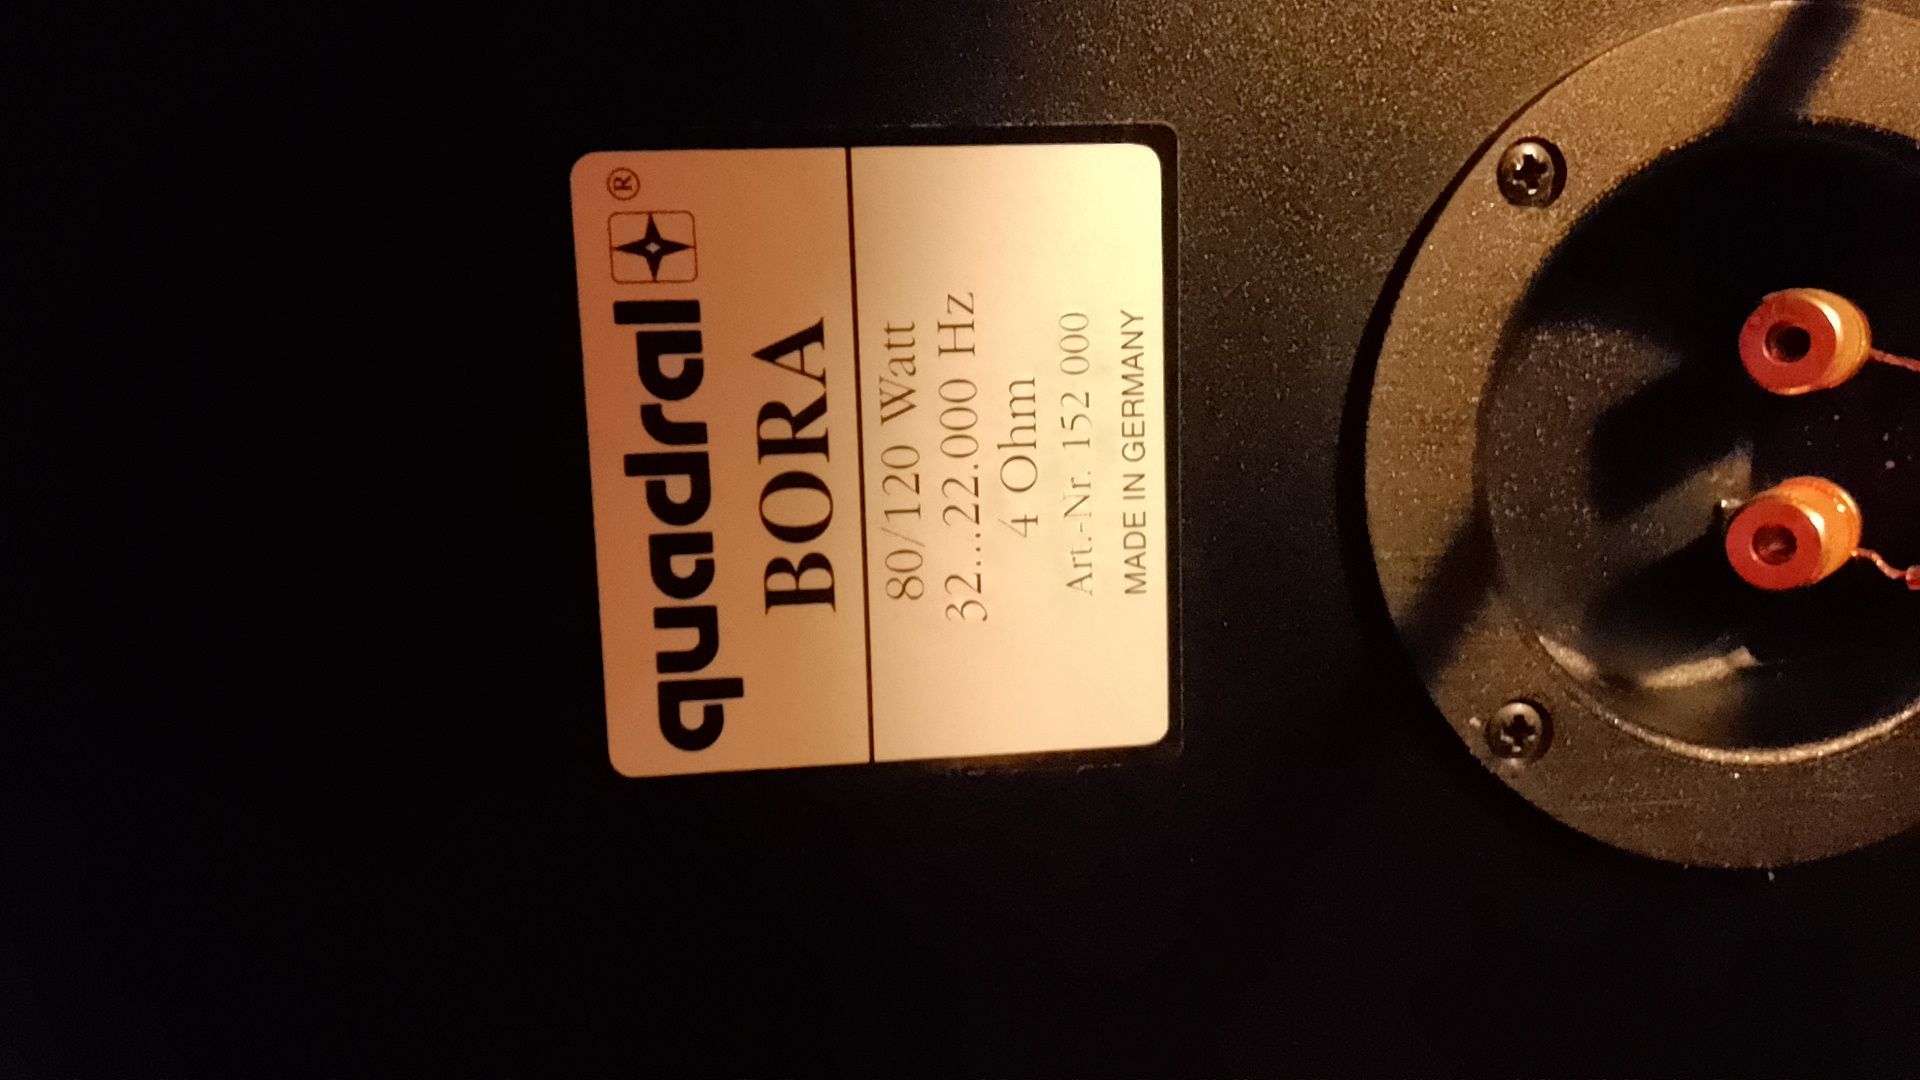 quadral ®
BORA
80/120 Watt
32...22.000 Hz
4 Ohm
Art.-Nr. 152 000
MADE IN GERMANY